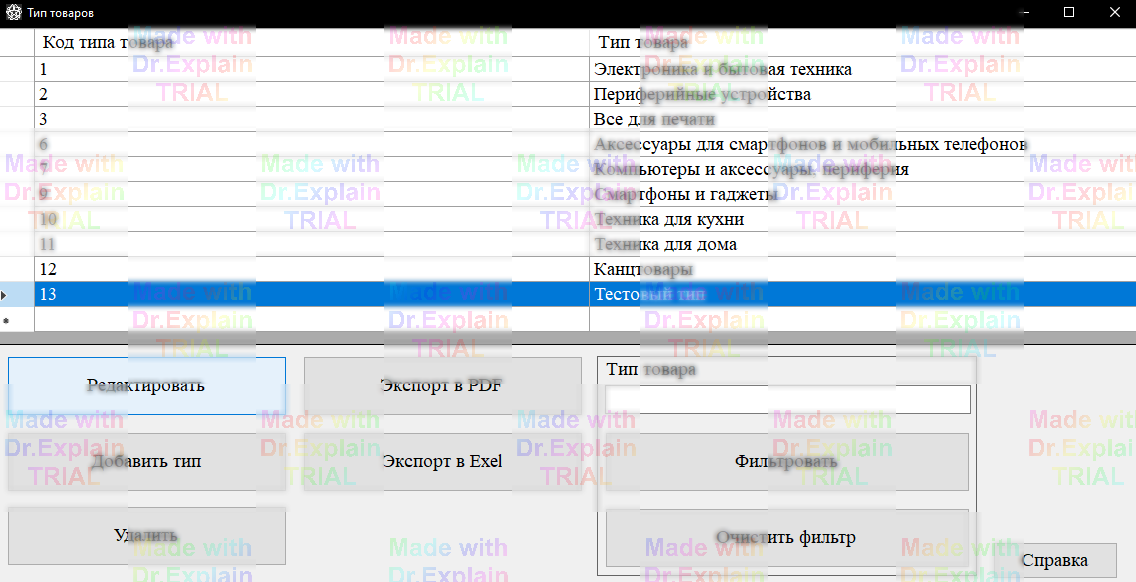 Тип товаров
Код типа товара Тип товара
1 Электроника и бытовая техника
2 Периферийные устройства
3 Все для печати
6 Аксессуары для смартфонов и мобильных телефонов
7 Компьютеры и аксессуары, периферия
9 Смартфоны и гаджеты
10 Техника для кухни
11 Техника для дома
12 Канцтовары
13 Тестовый тип
Редактировать Экспорт в PDF Тип товара
Добавить тип Экспорт в Exel Фильтровать
Удалить Очистить фильтр
Справка
Made with
Dr.Explain
TRIAL